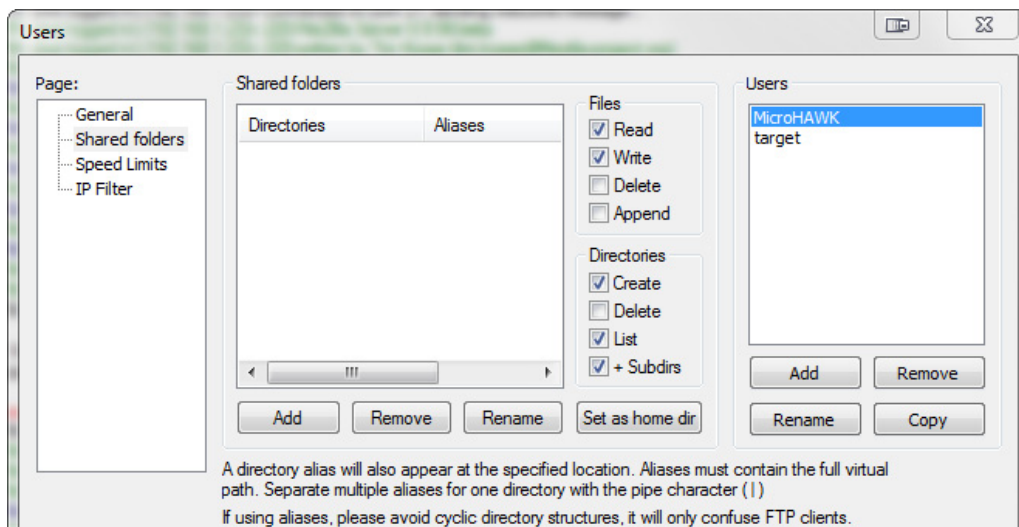 Users
Page:
General
Shared folders
Speed Limits
IP Filter
Shared folders
Directories Aliases
Files
Read
Write
Delete
Append
Directories
Create
Delete
List
+ Subdirs
Add Remove Rename Set as home dir
Users
MicroHAWK
target
Add Remove
Rename Copy
A directory alias will also appear at the specified location. Aliases must contain the full virtual
path. Separate multiple aliases for one directory with the pipe character ( | )
If using aliases, please avoid cyclic directory structures, it will only confuse FTP clients.